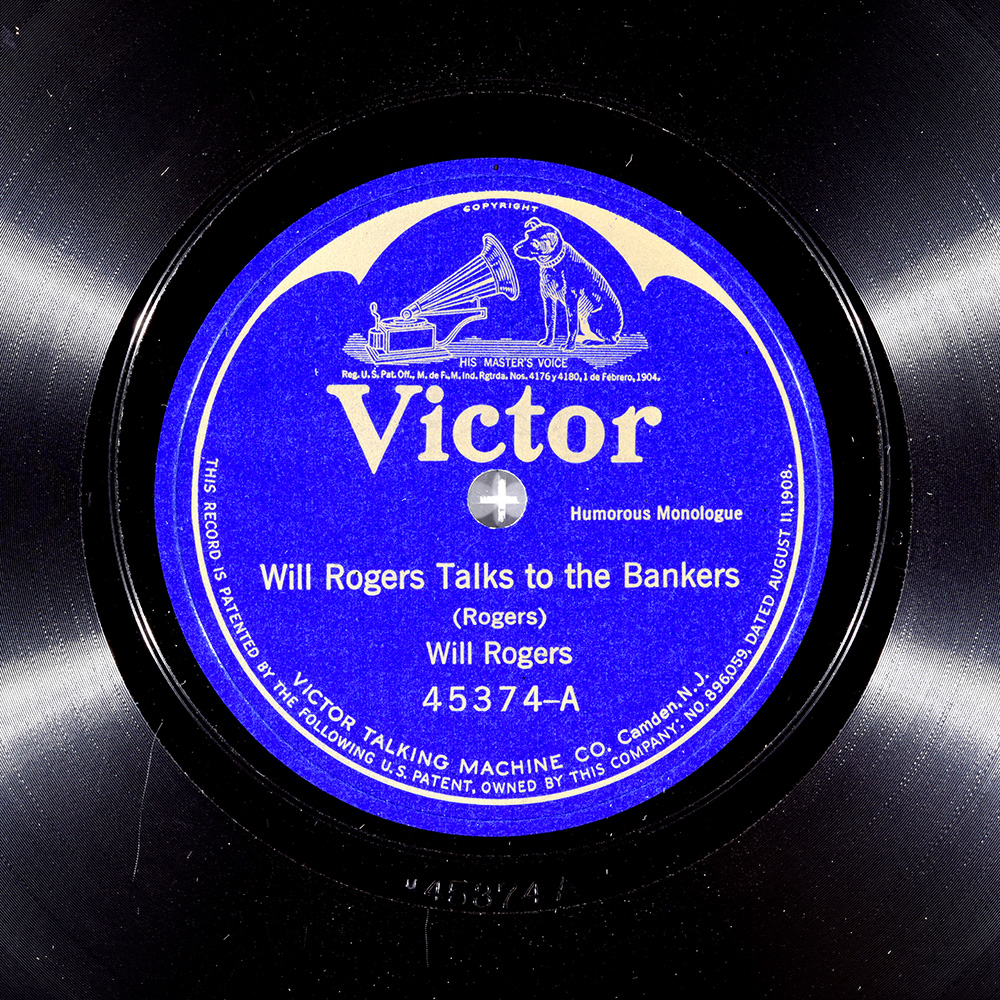 COPYRIGHT
HIS MASTER'S VOICE
Reg. U.S. Pat. Off., M. de F., M. Ind. Rgtrda. Nos. 4176 y 4180, 1 de Febrero, 1904.
Victor
Humorous Monologue
Will Rogers Talks to the Bankers
(Rogers)
Will Rogers
45374-A
VICTOR TALKING MACHINE CO. Camden, N.J.
THIS RECORD IS PATENTED BY THE FOLLOWING U.S. PATENT, OWNED BY THIS COMPANY: NO. 896,059, DATED AUGUST 11, 1908.
45374